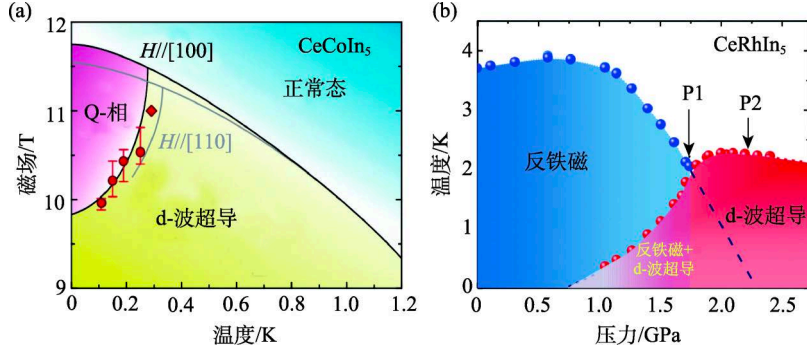 (a)
12
11
10
9
磁场/T
0
0.2
0.4
0.6
0.8
1.0
1.2
温度/K
H//[100]
CeCoIn₅
正常态
Q-相
H//[110]
d-波超导
(b)
4
3
2
1
0
温度/K
CeRhIn₅
P1
P2
反铁磁
d-波超导
反铁磁+
d-波超导
0
0.5
1.0
1.5
2.0
2.5
压力/GPa